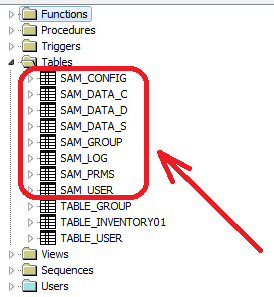 Functions
Procedures
Triggers
Tables
SAM_CONFIG
SAM_DATA_C
SAM_DATA_D
SAM_DATA_S
SAM_GROUP
SAM_LOG
SAM_PRMS
SAM_USER
TABLE_GROUP
TABLE_INVENTORY01
TABLE_USER
Views
Sequences
Users